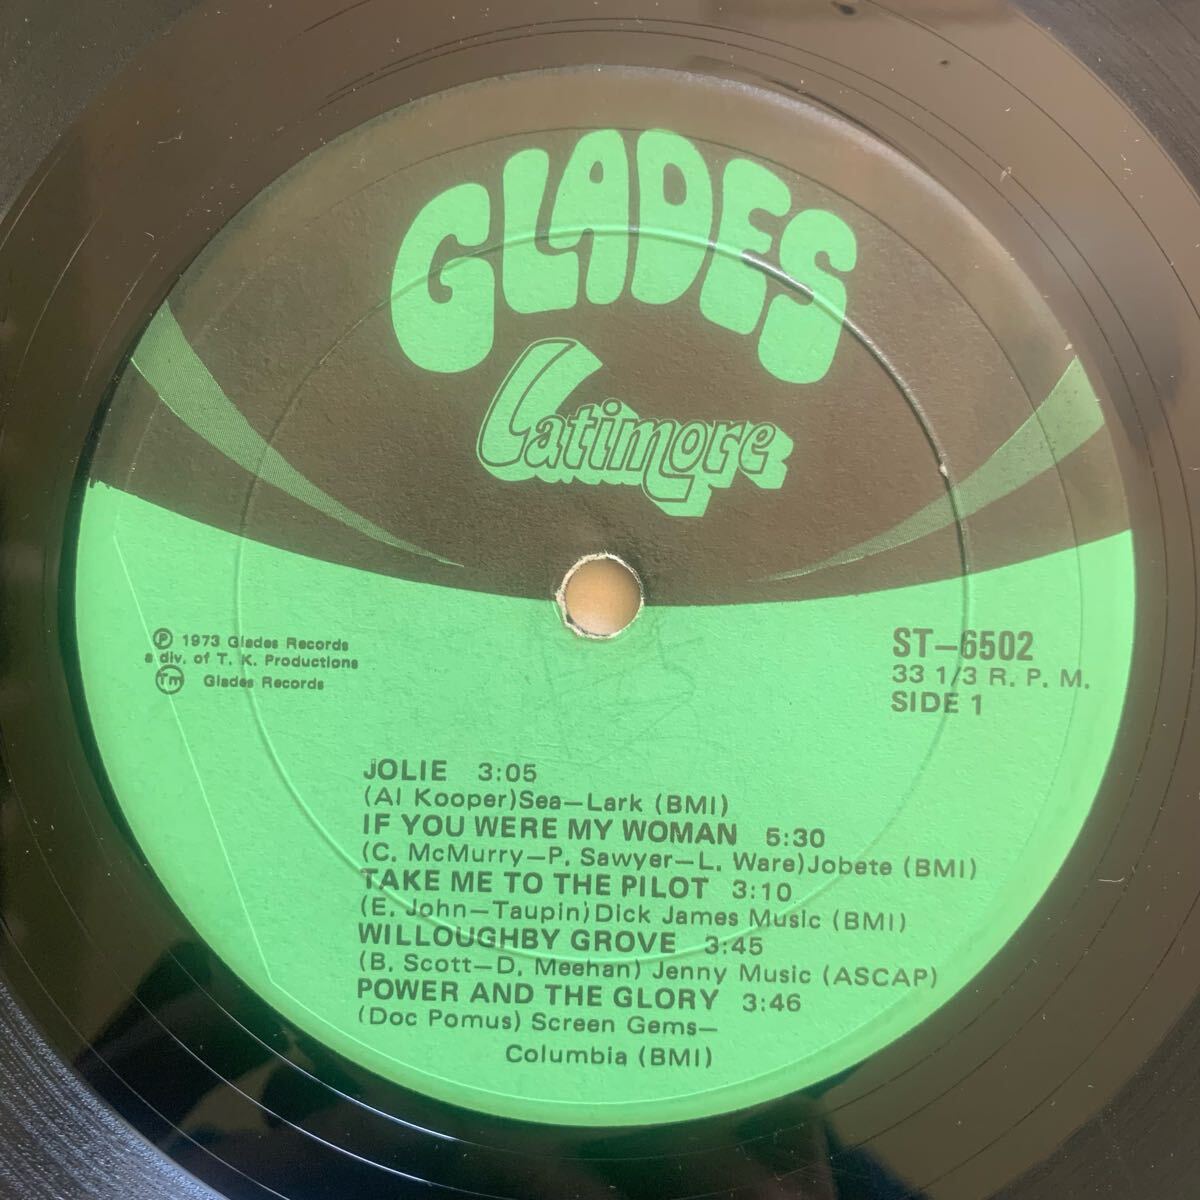 GLADES
Latimore
Ⓟ 1973 Glades Records
a div. of T. K. Productions
Tm Glades Records
ST—6502
33 1/3 R. P. M.
SIDE 1
JOLIE 3:05
(Al Kooper)Sea—Lark (BMI)
IF YOU WERE MY WOMAN 5:30
(C. McMurry—P. Sawyer—L. Ware)Jobete (BMI)
TAKE ME TO THE PILOT 3:10
(E. John—Taupin)Dick James Music (BMI)
WILLOUGHBY GROVE 3:45
(B. Scott—D. Meehan) Jenny Music (ASCAP)
POWER AND THE GLORY 3:46
(Doc Pomus) Screen Gems—
Columbia (BMI)